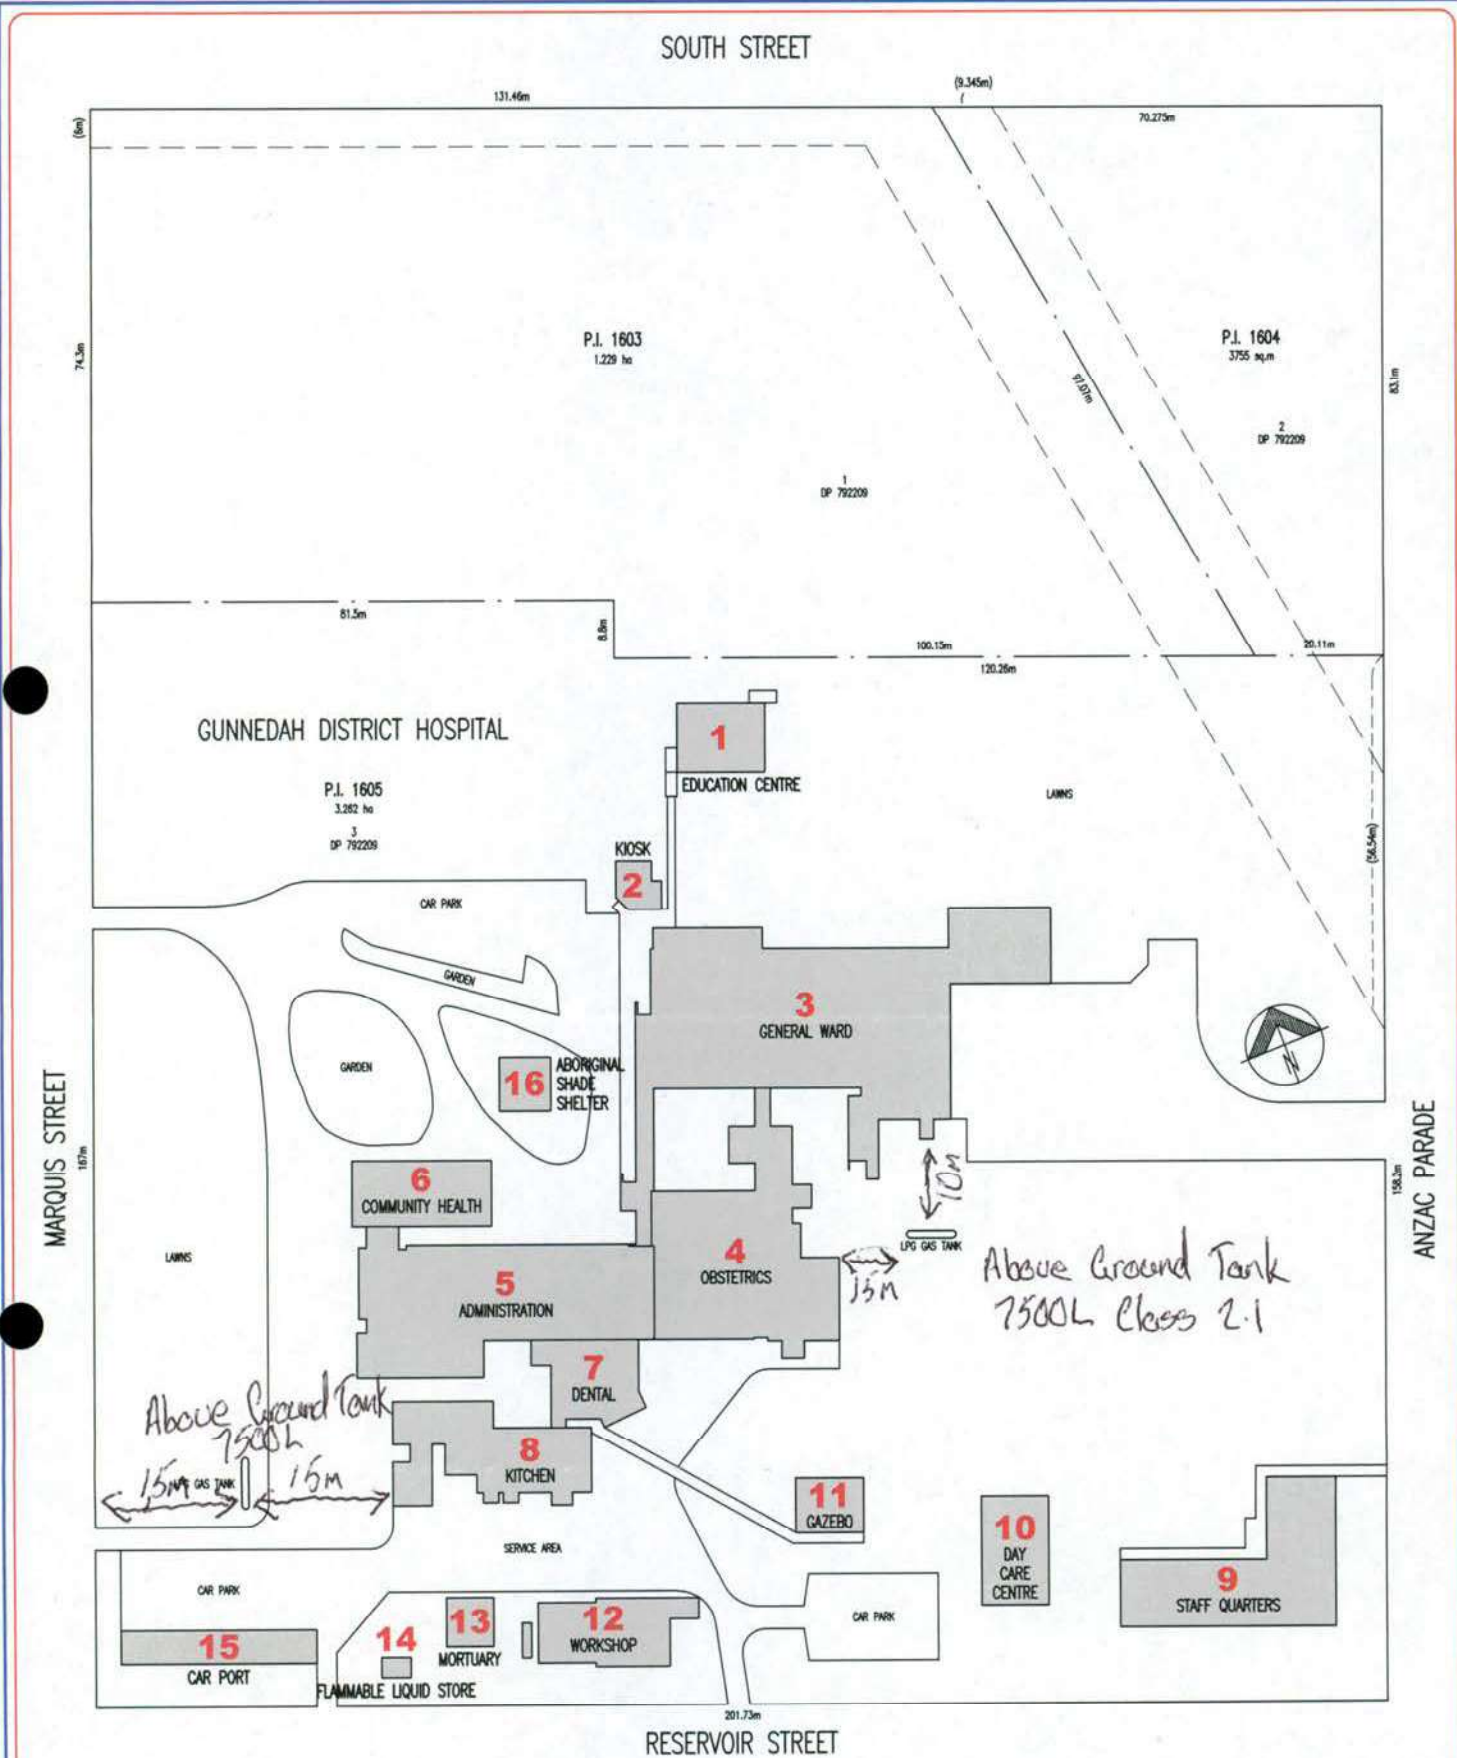 SOUTH STREET
131.46m
(9.345m)
70.275m
(6m)
74.3m
P.I. 1603
1.229 ha
P.I. 1604
3755 sq.m
97.07m
83.1m
2
DP 792209
1
DP 792209
81.5m
8.8m
100.15m
20.11m
120.26m
GUNNEDAH DISTRICT HOSPITAL
P.I. 1605
3.262 ha
3
DP 792209
1
EDUCATION CENTRE
LAWNS
(56.54m)
KIOSK
2
CAR PARK
GARDEN
3
GENERAL WARD
GARDEN
16
ABORIGINAL
SHADE
SHELTER
N
MARQUIS STREET
167m
ANZAC PARADE
158.2m
6
COMMUNITY HEALTH
10M
LAWNS
4
OBSTETRICS
LPG GAS TANK
15M
Above Ground Tank
7500L Class 2.1
5
ADMINISTRATION
7
DENTAL
Above Ground Tank
7500L
15M
GAS TANK
15M
8
KITCHEN
11
GAZEBO
10
DAY
CARE
CENTRE
9
STAFF QUARTERS
SERVICE AREA
CAR PARK
15
CAR PORT
14
FLAMMABLE LIQUID STORE
13
MORTUARY
12
WORKSHOP
CAR PARK
201.73m
RESERVOIR STREET